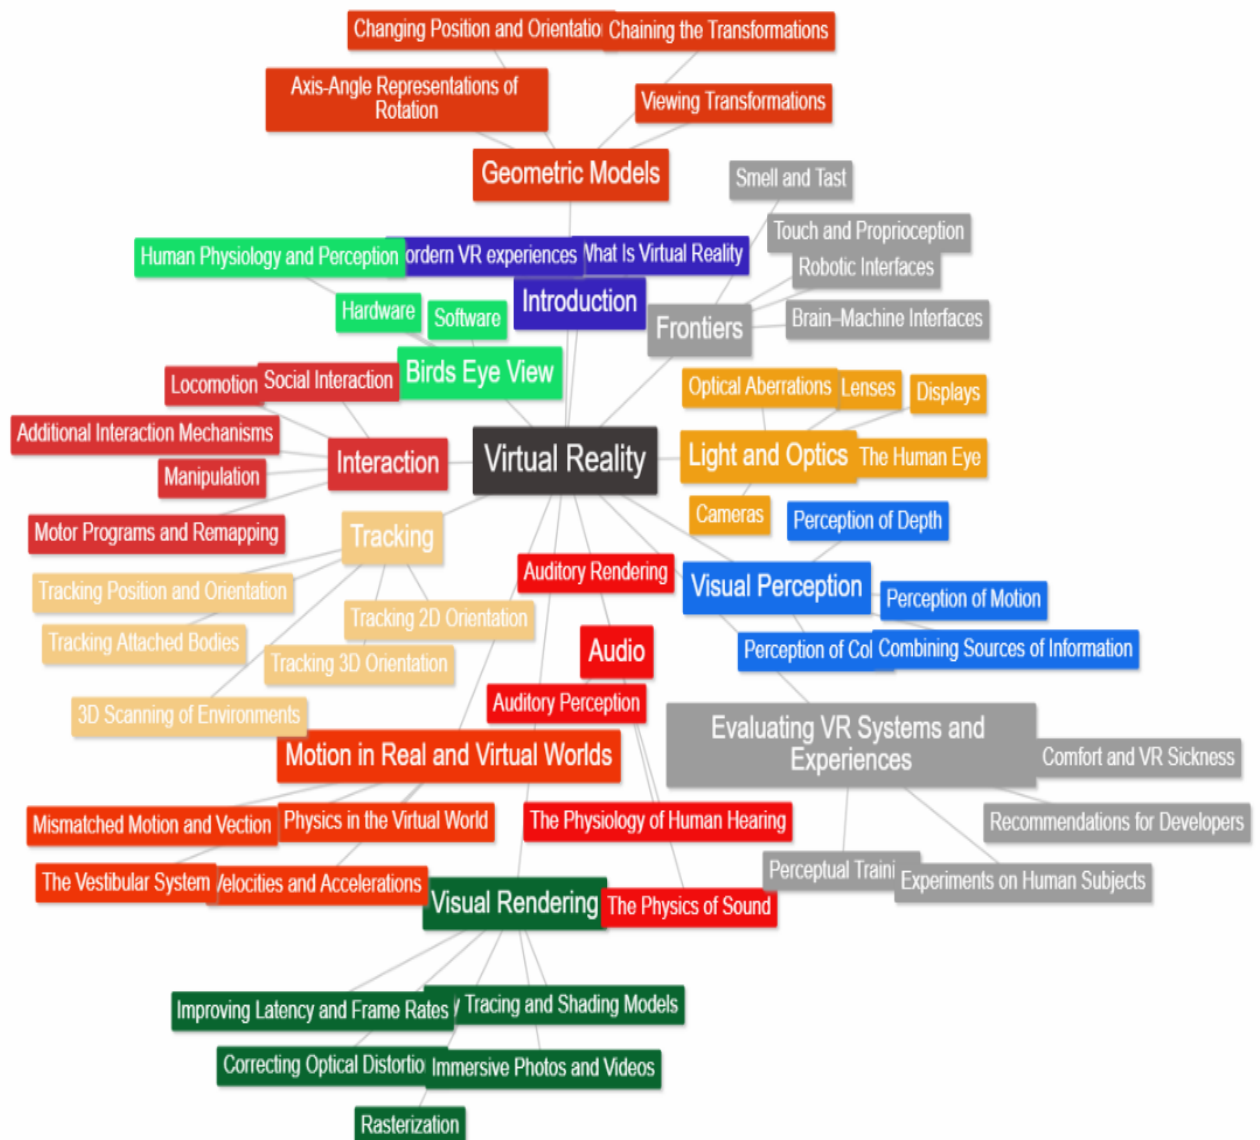 Changing Position and Orientatio
Chaining the Transformations
Axis-Angle Representations of
Rotation
Viewing Transformations
Geometric Models
Smell and Tast
Touch and Proprioception
Human Physiology and Perception
ordern VR experiences
What Is Virtual Reality
Robotic Interfaces
Introduction
Hardware
Software
Frontiers
Brain–Machine Interfaces
Birds Eye View
Locomotion
Social Interaction
Optical Aberrations
Lenses
Displays
Additional Interaction Mechanisms
Interaction
Virtual Reality
Light and Optics
The Human Eye
Manipulation
Cameras
Perception of Depth
Motor Programs and Remapping
Tracking
Auditory Rendering
Visual Perception
Tracking Position and Orientation
Perception of Motion
Tracking 2D Orientation
Tracking Attached Bodies
Audio
Perception of Col
Combining Sources of Information
Tracking 3D Orientation
Auditory Perception
3D Scanning of Environments
Evaluating VR Systems and
Experiences
Motion in Real and Virtual Worlds
Comfort and VR Sickness
Mismatched Motion and Vection
Physics in the Virtual World
The Physiology of Human Hearing
Recommendations for Developers
Perceptual Traini
Experiments on Human Subjects
The Vestibular System
Velocities and Accelerations
Visual Rendering
The Physics of Sound
Improving Latency and Frame Rates
y Tracing and Shading Models
Correcting Optical Distortio
Immersive Photos and Videos
Rasterization